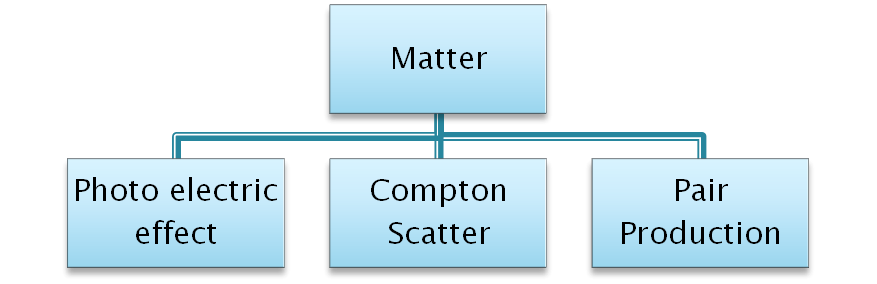 Matter
Photo electric
effect
Compton
Scatter
Pair
Production